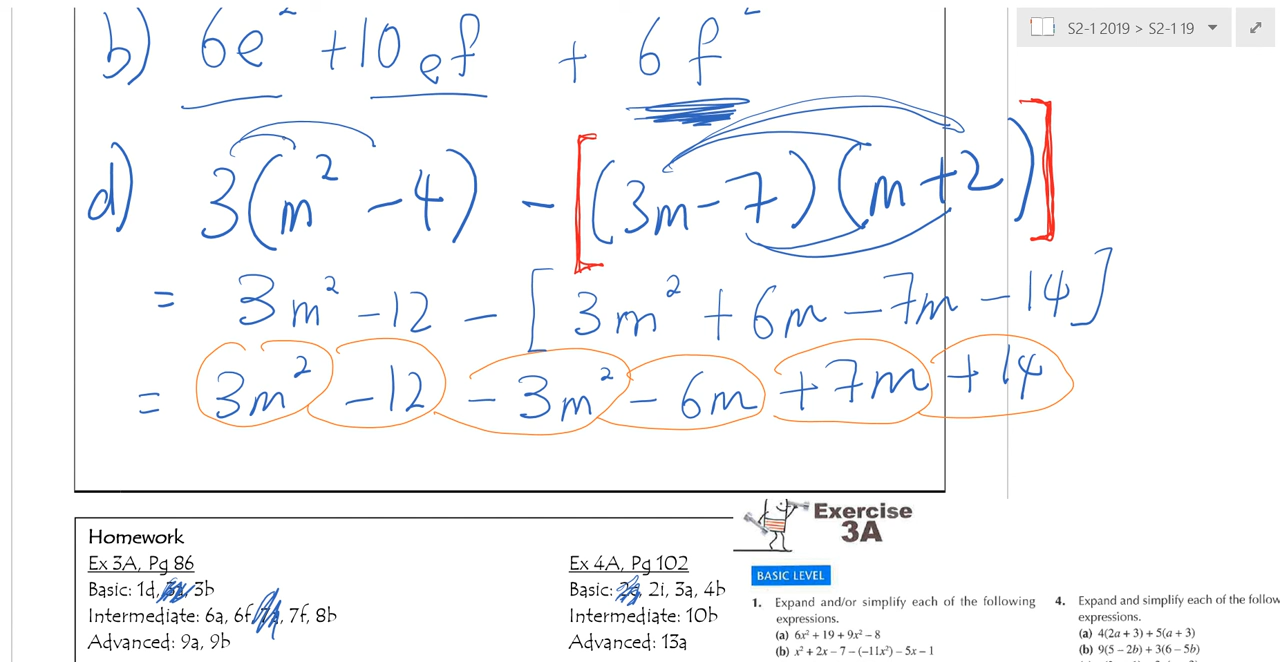 S2-1 2019 > S2-1 19
b) 6e² +10ef + 6f²
d) 3(m² -4) - [(3m-7)(m+2)]
= 3m² -12 - [3m² + 6m - 7m - 14]
= 3m² -12 -3m² - 6m +7m +14
Homework
Ex 3A, Pg 86
Basic: 1d, 3b
Intermediate: 6a, 6f, 7f, 8b
Advanced: 9a, 9b
Ex 4A, Pg 102
Basic: 2i, 3a, 4b
Intermediate: 10b
Advanced: 13a
Exercise
3A
BASIC LEVEL
1. Expand and/or simplify each of the following
expressions.
(a) 6x² + 19 + 9x² – 8
(b) x² + 2x – 7 – (–11x²) – 5x – 1
4. Expand and simplify each of the follow
expressions.
(a) 4(2a + 3) + 5(a + 3)
(b) 9(5 – 2b) + 3(6 – 5b)